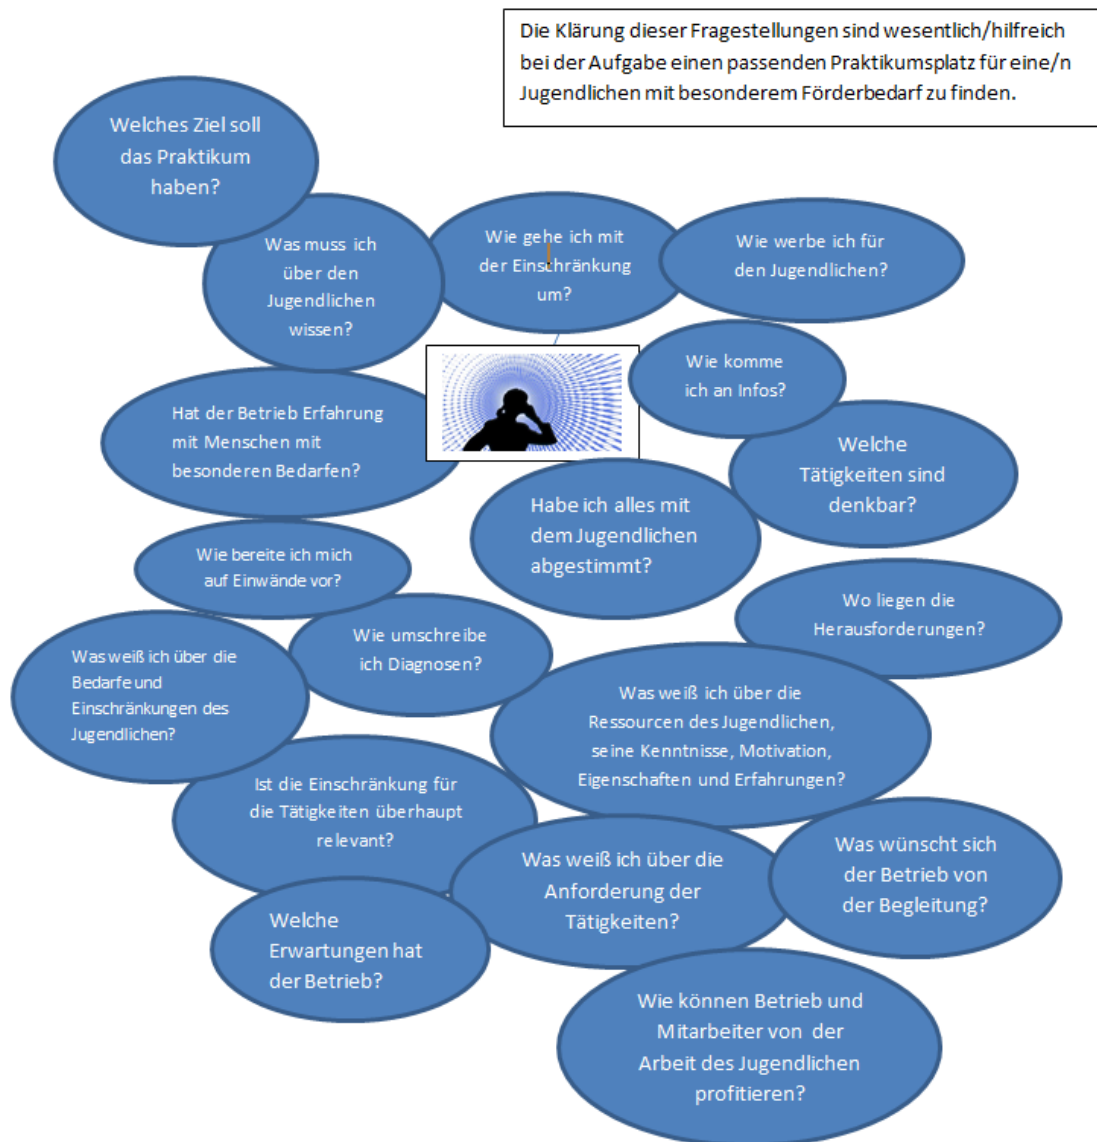 Die Klärung dieser Fragestellungen sind wesentlich/hilfreich
bei der Aufgabe einen passenden Praktikumsplatz für eine/n
Jugendlichen mit besonderem Förderbedarf zu finden.
Welches Ziel soll
das Praktikum
haben?
Was muss ich
über den
Jugendlichen
wissen?
Wie gehe ich mit
der Einschränkung
um?
Wie werbe ich für
den Jugendlichen?
Wie komme
ich an Infos?
Hat der Betrieb Erfahrung
mit Menschen mit
besonderen Bedarfen?
Welche
Tätigkeiten sind
denkbar?
Habe ich alles mit
dem Jugendlichen
abgestimmt?
Wie bereite ich mich
auf Einwände vor?
Wo liegen die
Herausforderungen?
Wie umschreibe
ich Diagnosen?
Was weiß ich über die
Bedarfe und
Einschränkungen des
Jugendlichen?
Was weiß ich über die
Ressourcen des Jugendlichen,
seine Kenntnisse, Motivation,
Eigenschaften und Erfahrungen?
Ist die Einschränkung für
die Tätigkeiten überhaupt
relevant?
Was weiß ich über die
Anforderung der
Tätigkeiten?
Was wünscht sich
der Betrieb von
der Begleitung?
Welche
Erwartungen hat
der Betrieb?
Wie können Betrieb und
Mitarbeiter von der
Arbeit des Jugendlichen
profitieren?